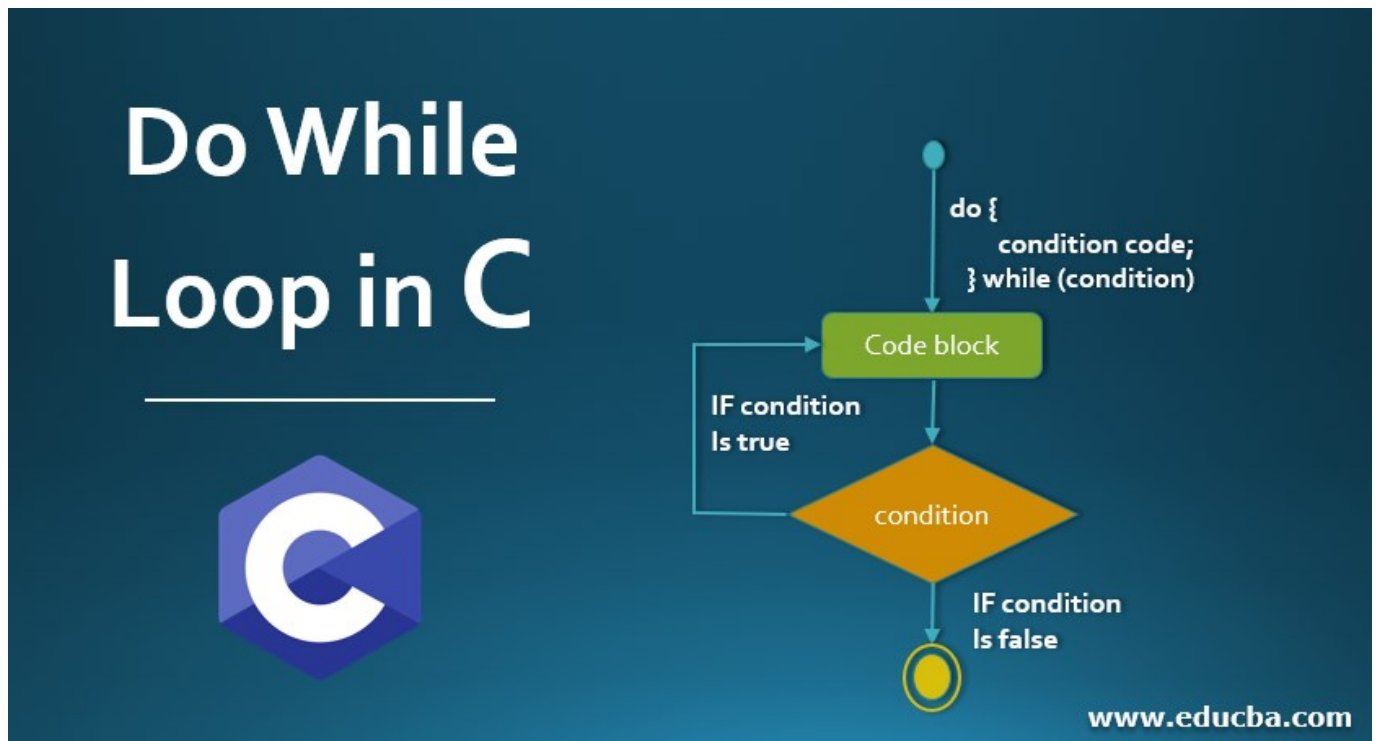 Do While
Loop in C
do {
condition code;
} while (condition)
Code block
IF condition
Is true
condition
IF condition
Is false
www.educba.com